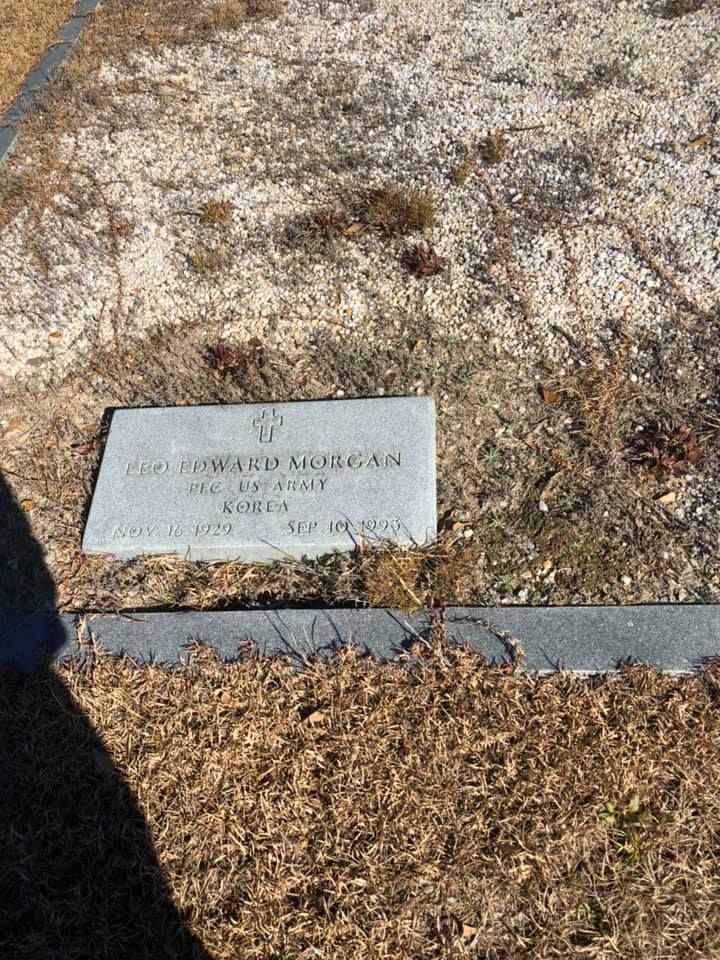 LEO EDWARD MORGAN
PFC US ARMY
KOREA
NOV 16 1929 SEP 10 1993